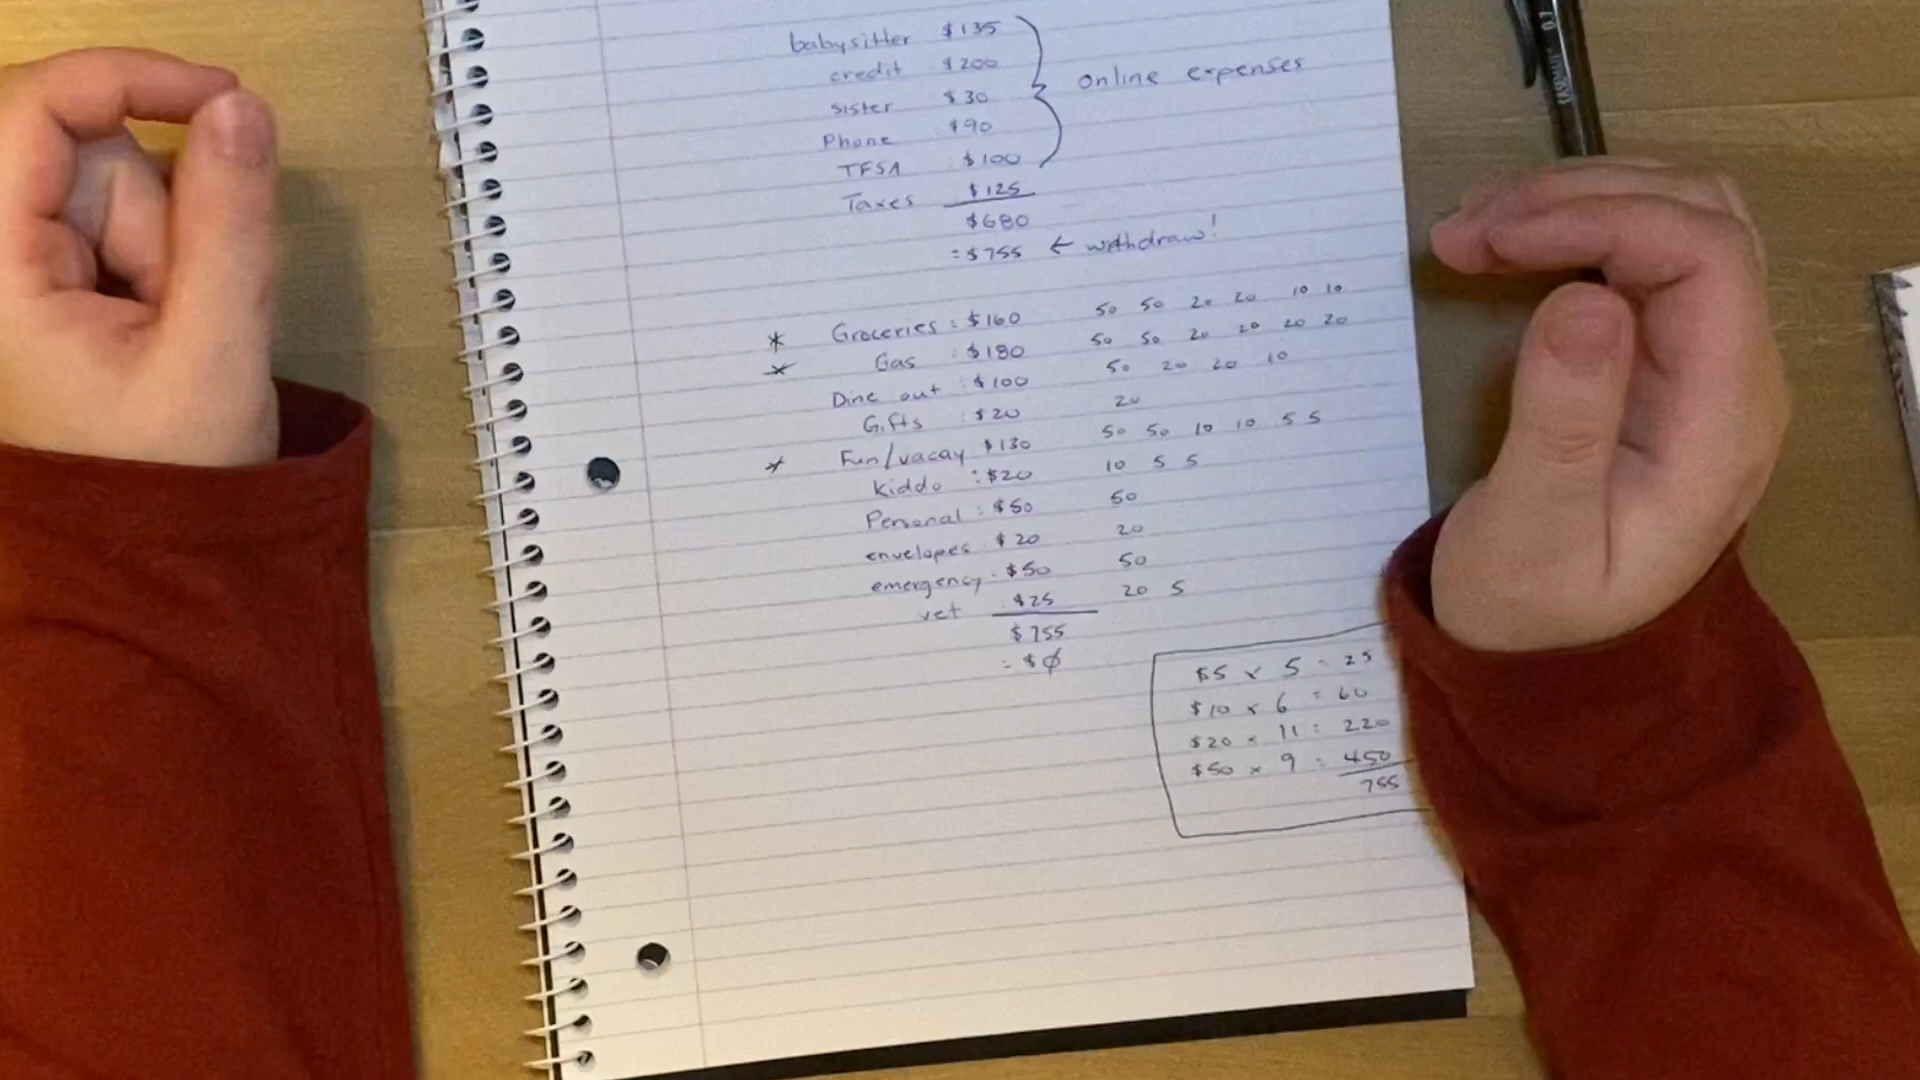 babysitter $135
credit $200
sister $30
Phone $90
TFSA $100
online expenses
Taxes $125
$680
= $755 ← withdraw!
* Groceries = $160 50 50 20 20 10 10
* Gas : $180 50 50 20 20 20 20
Dine out : $100 50 20 20 10
Gifts : $20 20
* Fun/vacay $130 50 50 10 10 5 5
kiddo : $20 10 5 5
Personal : $50 50
envelopes : $20 20
emergency : $50 50
vet $25 20 5
$755
= $0
$5 x 5 = 25
$10 x 6 = 60
$20 x 11 = 220
$50 x 9 = 450
755